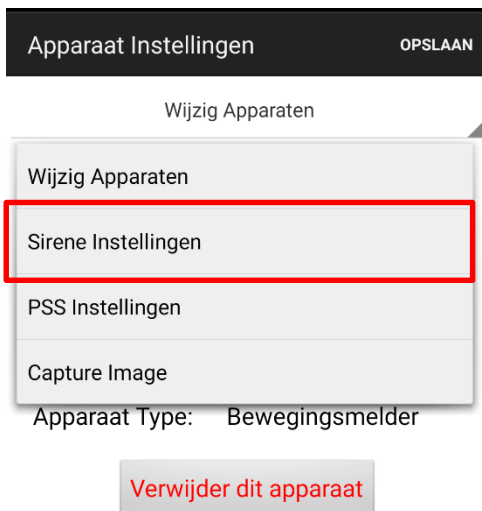 Apparaat Instellingen OPSLAAN
Wijzig Apparaten
Wijzig Apparaten
Sirene Instellingen
PSS Instellingen
Capture Image
Apparaat Type: Bewegingsmelder
Verwijder dit apparaat